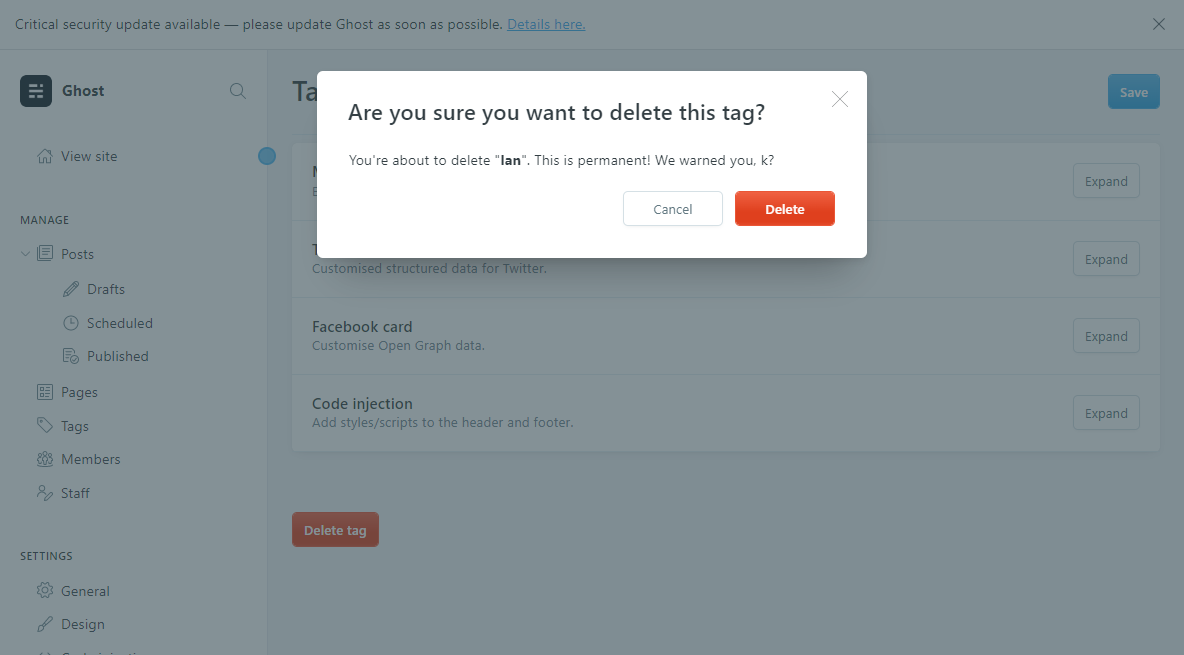 Critical security update available — please update Ghost as soon as possible. Details here.
Ghost
View site
MANAGE
Posts
Drafts
Scheduled
Published
Pages
Tags
Members
Staff
SETTINGS
General
Design
Save
Are you sure you want to delete this tag?
You're about to delete "lan". This is permanent! We warned you, k?
Cancel
Delete
Expand
Customised structured data for Twitter.
Expand
Facebook card
Customise Open Graph data.
Expand
Code injection
Add styles/scripts to the header and footer.
Expand
Delete tag